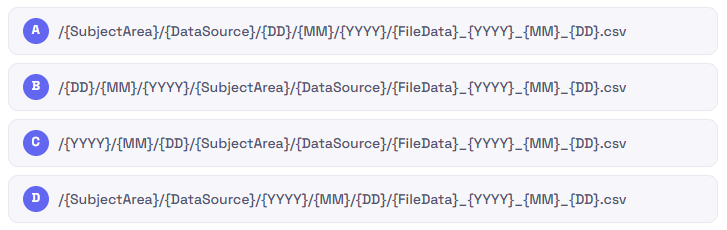 A /{SubjectArea}/{DataSource}/{DD}/{MM}/{YYYY}/{FileData}_{YYYY}_{MM}_{DD}.csv
B /{DD}/{MM}/{YYYY}/{SubjectArea}/{DataSource}/{FileData}_{YYYY}_{MM}_{DD}.csv
C /{YYYY}/{MM}/{DD}/{SubjectArea}/{DataSource}/{FileData}_{YYYY}_{MM}_{DD}.csv
D /{SubjectArea}/{DataSource}/{YYYY}/{MM}/{DD}/{FileData}_{YYYY}_{MM}_{DD}.csv